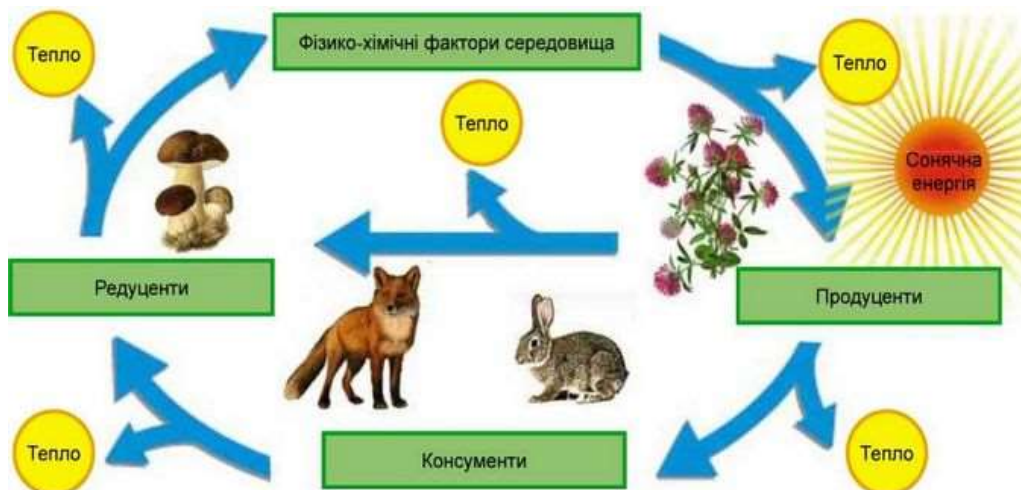 Тепло
Фізико-хімічні фактори середовища
Тепло
Тепло
Сонячна
енергія
Редуценти
Продуценти
Тепло
Консументи
Тепло